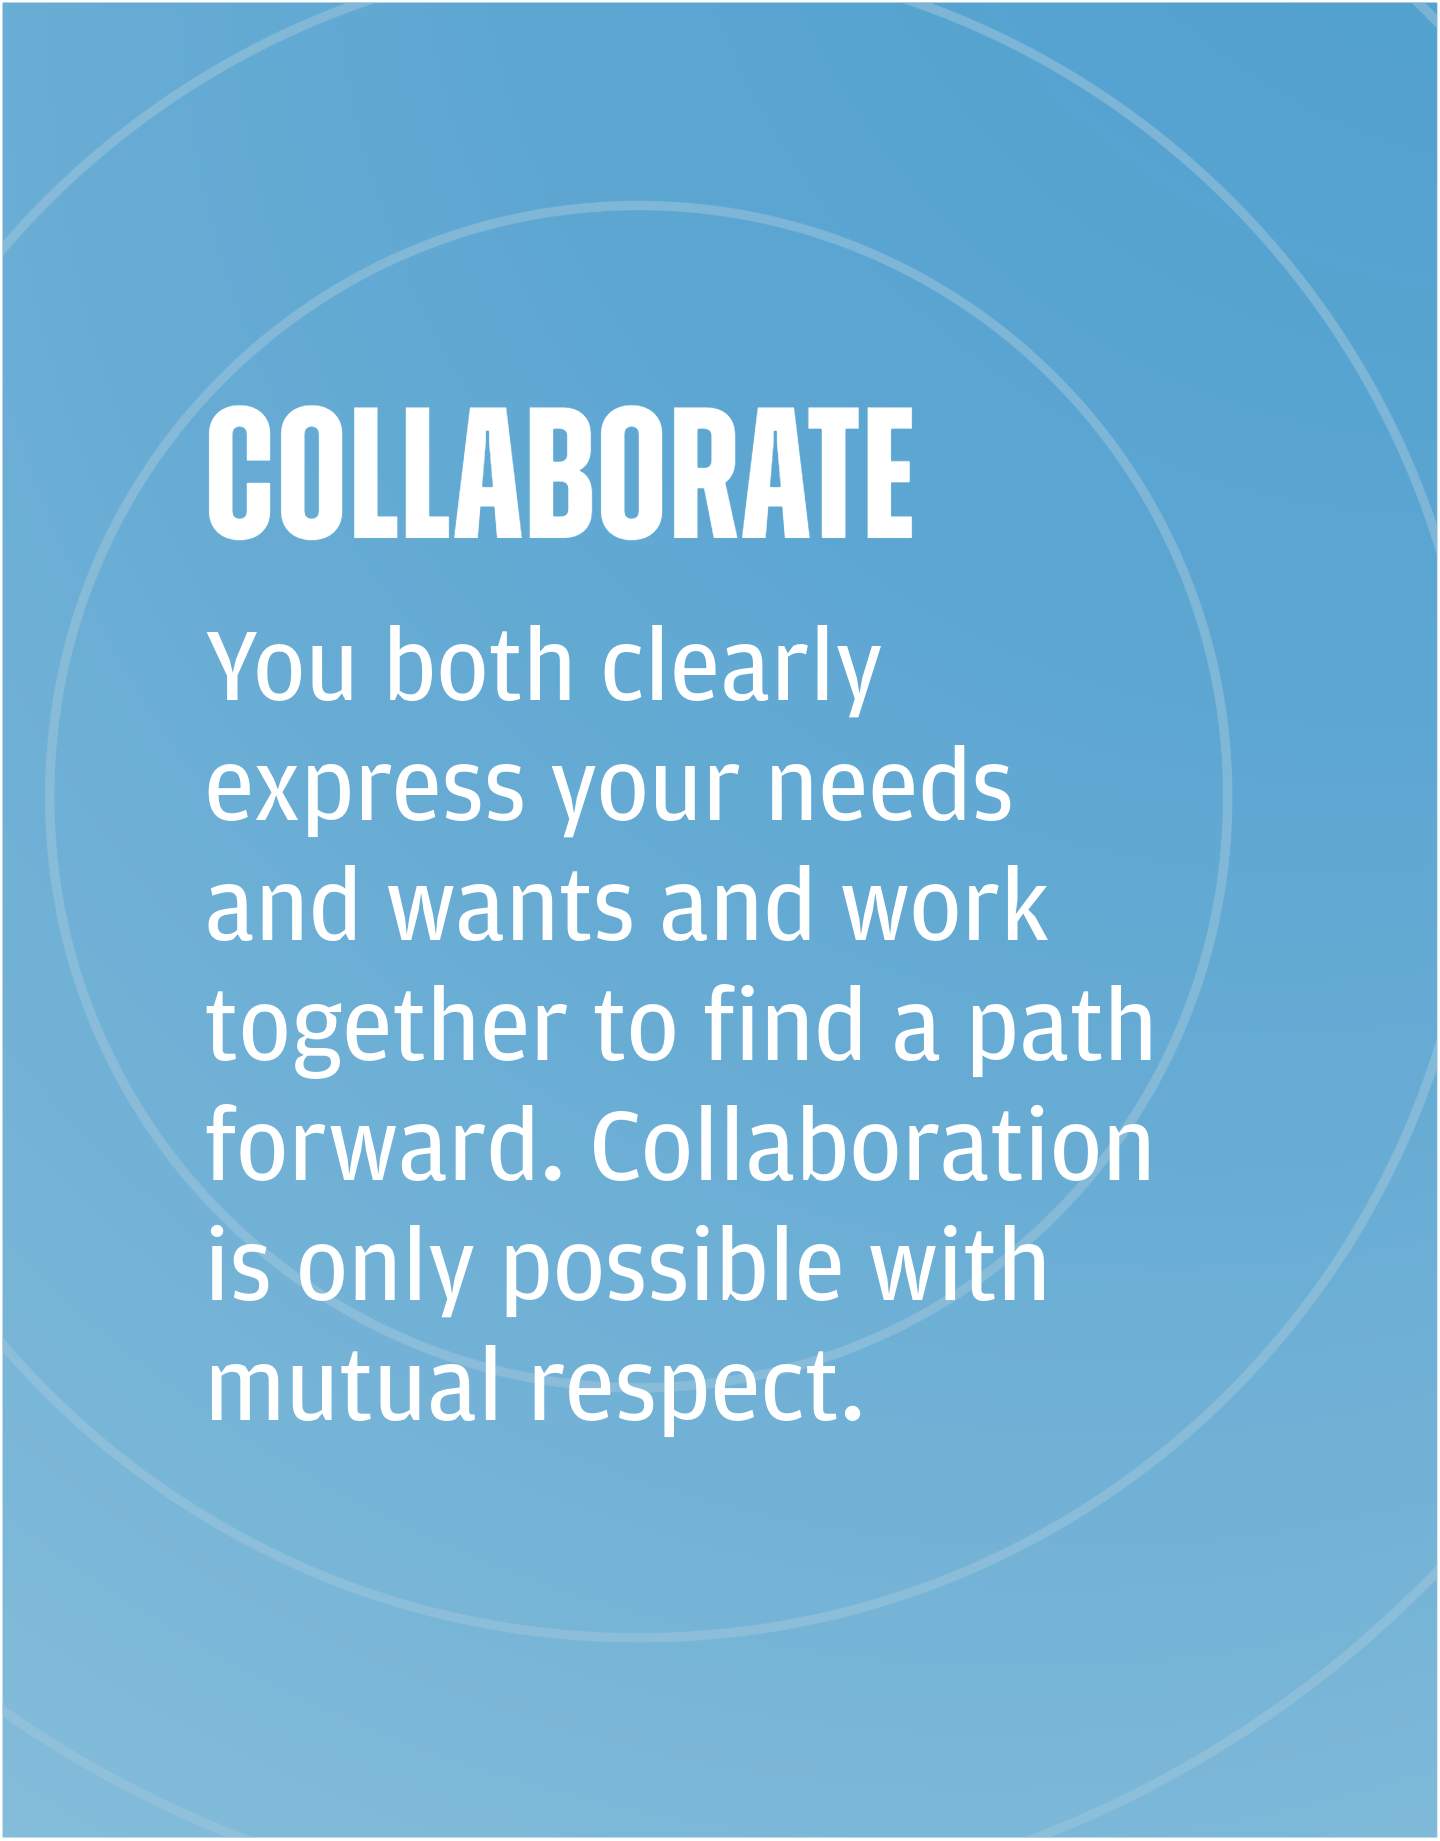 COLLABORATE
You both clearly
express your needs
and wants and work
together to find a path
forward. Collaboration
is only possible with
mutual respect.